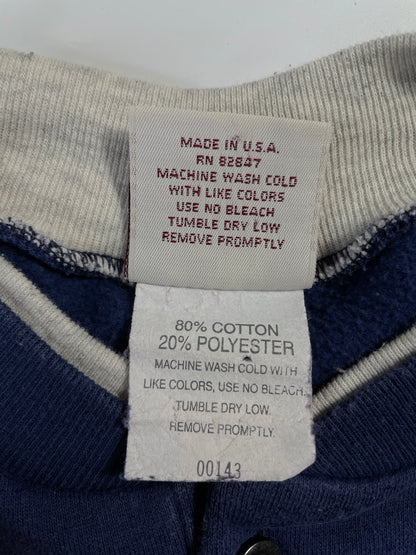 MADE IN U.S.A.
RN 82847
MACHINE WASH COLD
WITH LIKE COLORS
USE NO BLEACH
TUMBLE DRY LOW
REMOVE PROMPTLY
80% COTTON
20% POLYESTER
MACHINE WASH COLD WITH
LIKE COLORS, USE NO BLEACH.
TUMBLE DRY LOW.
REMOVE PROMPTLY.
00143